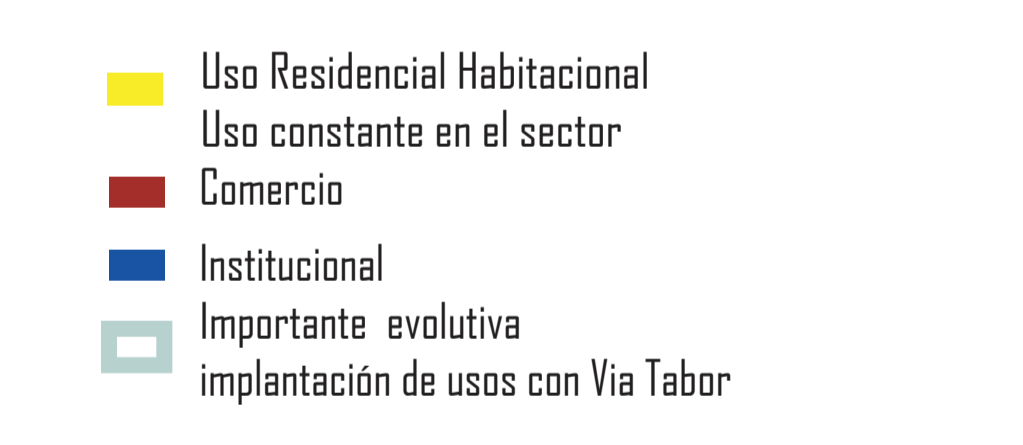 Uso Residencial Habitacional
Uso constante en el sector
Comercio
Institucional
Importante evolutiva
implantación de usos con Via Tabor